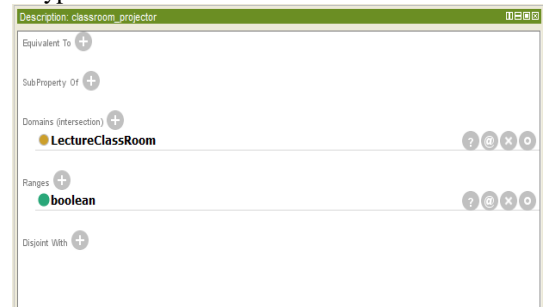 Description: classroom_projector
Equivalent To
SubProperty Of
Domains (intersection)
LectureClassRoom
Ranges
boolean
Disjoint With